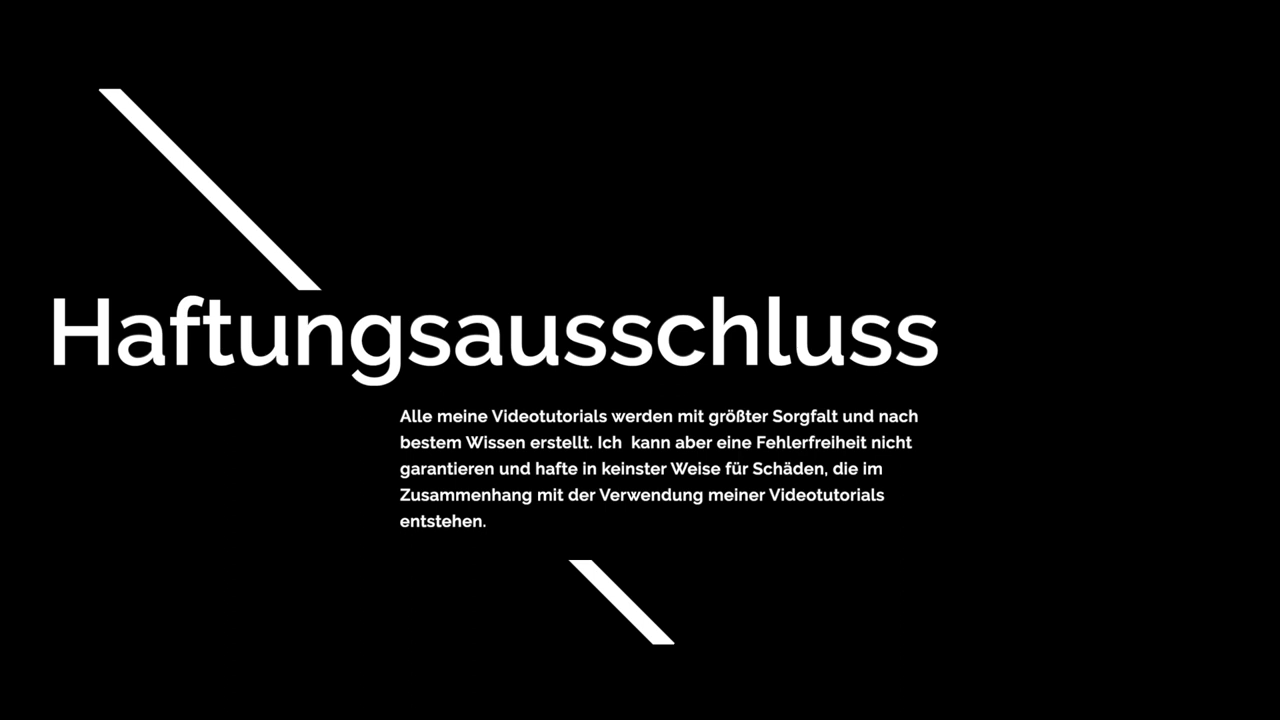 Haftungsausschluss
Alle meine Videotutorials werden mit größter Sorgfalt und nach
bestem Wissen erstellt. Ich  kann aber eine Fehlerfreiheit nicht
garantieren und hafte in keinster Weise für Schäden, die im
Zusammenhang mit der Verwendung meiner Videotutorials
entstehen.